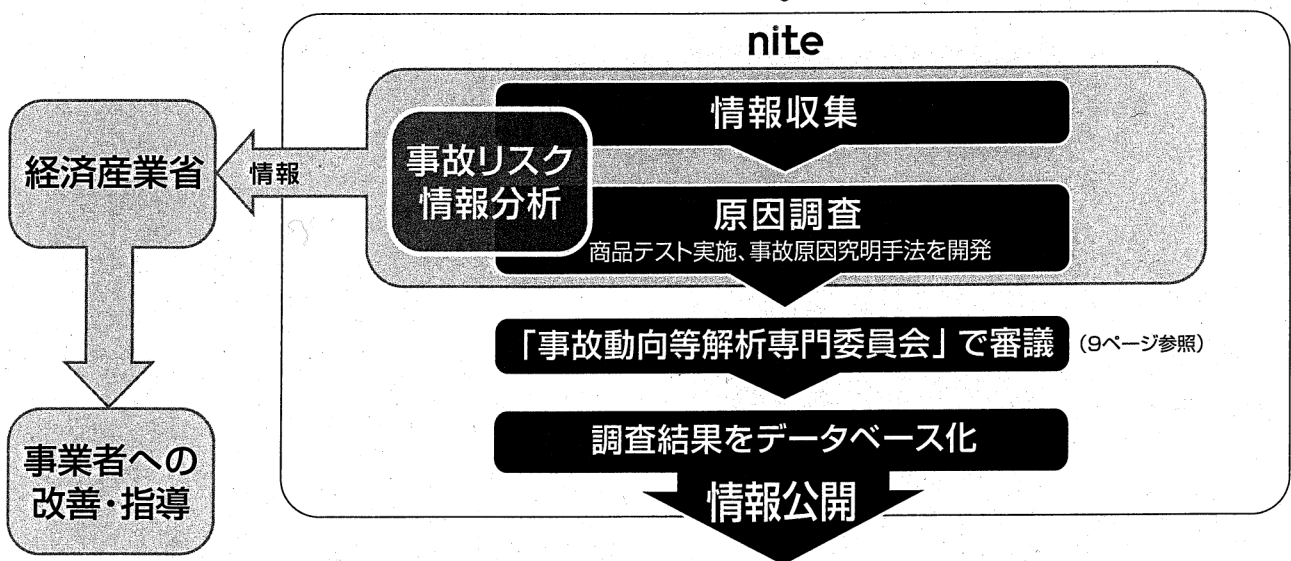 nite
情報収集
事故リスク
情報分析
経済産業省
情報
原因調査
商品テスト実施、事故原因究明手法を開発
「事故動向等解析専門委員会」で審議
(9ページ参照)
調査結果をデータベース化
事業者への
改善・指導
情報公開